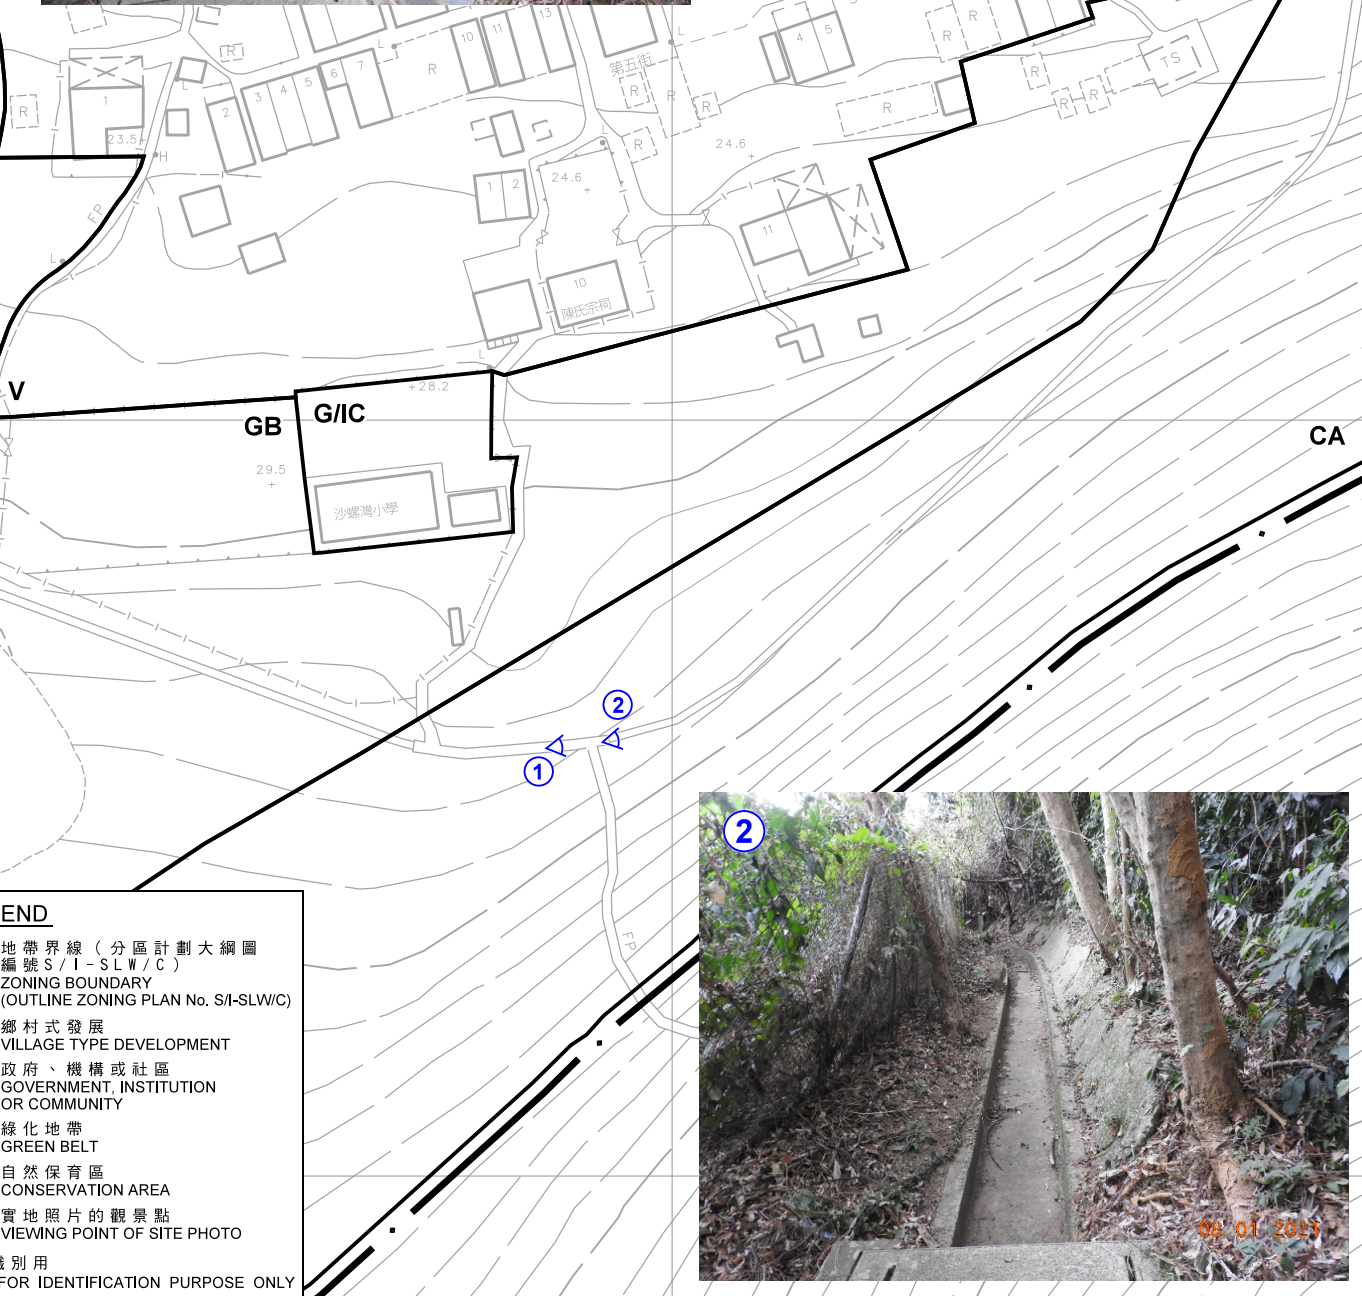 L
13
10
11
R
7
6
5
4
3
2
R
1
23.5
H
R
FP
L
L
第五街
R
R
R
R
L
4
5
R
R
R
R
R
R
TS
24.6
24.6
1
2
11
10
陳氏宗祠
L
28.2
V
GB
G/IC
29.5
沙螺灣小學
CA
2
1
FP
2
08.01.2021
END
地帶界線(分區計劃大綱圖
編號S/I-SLW/C)
ZONING BOUNDARY
(OUTLINE ZONING PLAN No. S/I-SLW/C)
鄉村式發展
VILLAGE TYPE DEVELOPMENT
政府、機構或社區
GOVERNMENT, INSTITUTION
OR COMMUNITY
綠化地帶
GREEN BELT
自然保育區
CONSERVATION AREA
實地照片的觀景點
VIEWING POINT OF SITE PHOTO
別用
FOR IDENTIFICATION PURPOSE ONLY